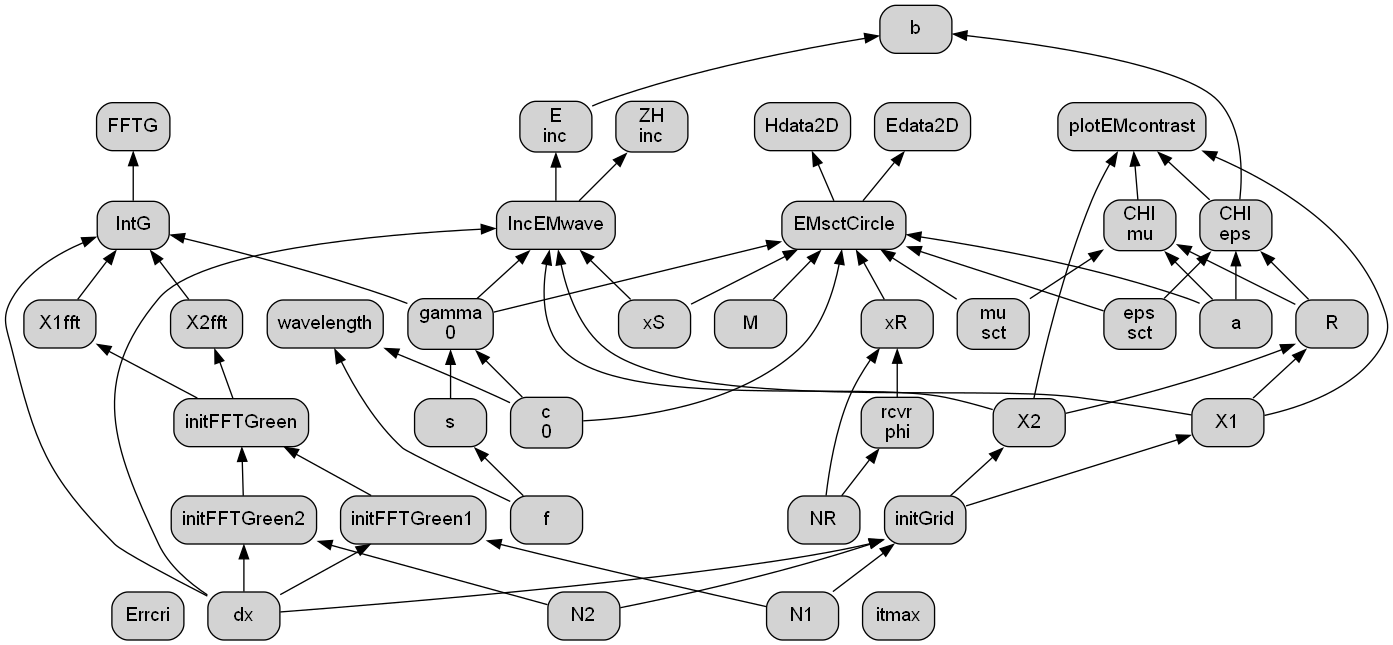 b
FFTG
E
inc
ZH
inc
Hdata2D
Edata2D
plotEMcontrast
IntG
IncEMwave
EMsctCircle
CHI
mu
CHI
eps
X1fft
X2fft
wavelength
gamma
0
xS
M
xR
mu
sct
eps
sct
a
R
initFFTGreen
s
c
0
rcvr
phi
X2
X1
initFFTGreen2
initFFTGreen1
f
NR
initGrid
Errcri
dx
N2
N1
itmax